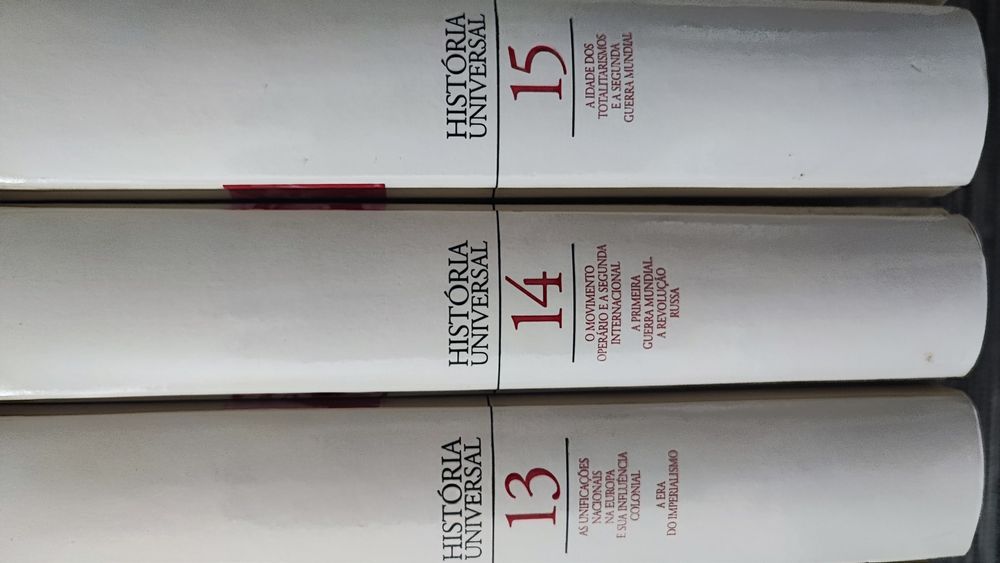 HISTÓRIA
UNIVERSAL
13
AS UNIFICAÇÕES
NACIONAIS
NA EUROPA
E SUA INFLUÊNCIA
COLONIAL
A ERA
DO IMPERIALISMO
HISTÓRIA
UNIVERSAL
14
O MOVIMENTO
OPERÁRIO E A SEGUNDA
INTERNACIONAL
A PRIMEIRA
GUERRA MUNDIAL.
A REVOLUÇÃO
RUSSA
HISTÓRIA
UNIVERSAL
15
A IDADE DOS
TOTALITARISMOS
E A SEGUNDA
GUERRA MUNDIAL